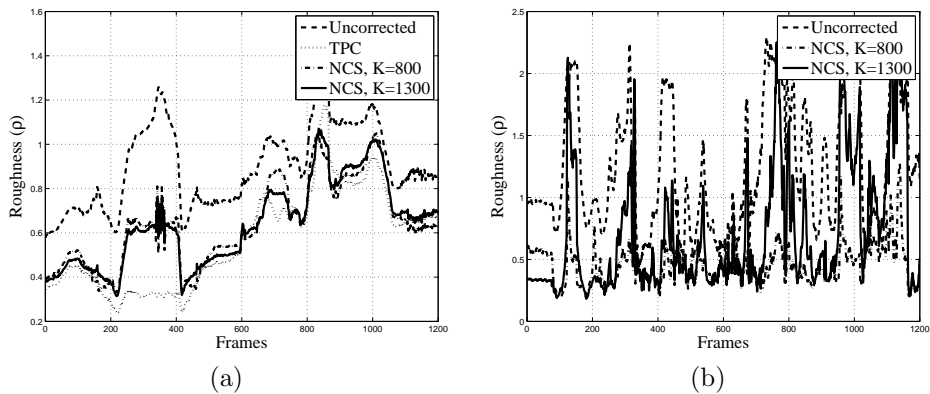 1.6
1.4
1.2
1
0.8
0.6
0.4
0.2
0
200
400
600
800
1000
1200
Roughness (ρ)
Frames
Uncorrected
TPC
NCS, K=800
NCS, K=1300
(a)
2.5
2
1.5
1
0.5
0
0
200
400
600
800
1000
1200
Roughness (ρ)
Frames
Uncorrected
NCS, K=800
NCS, K=1300
(b)